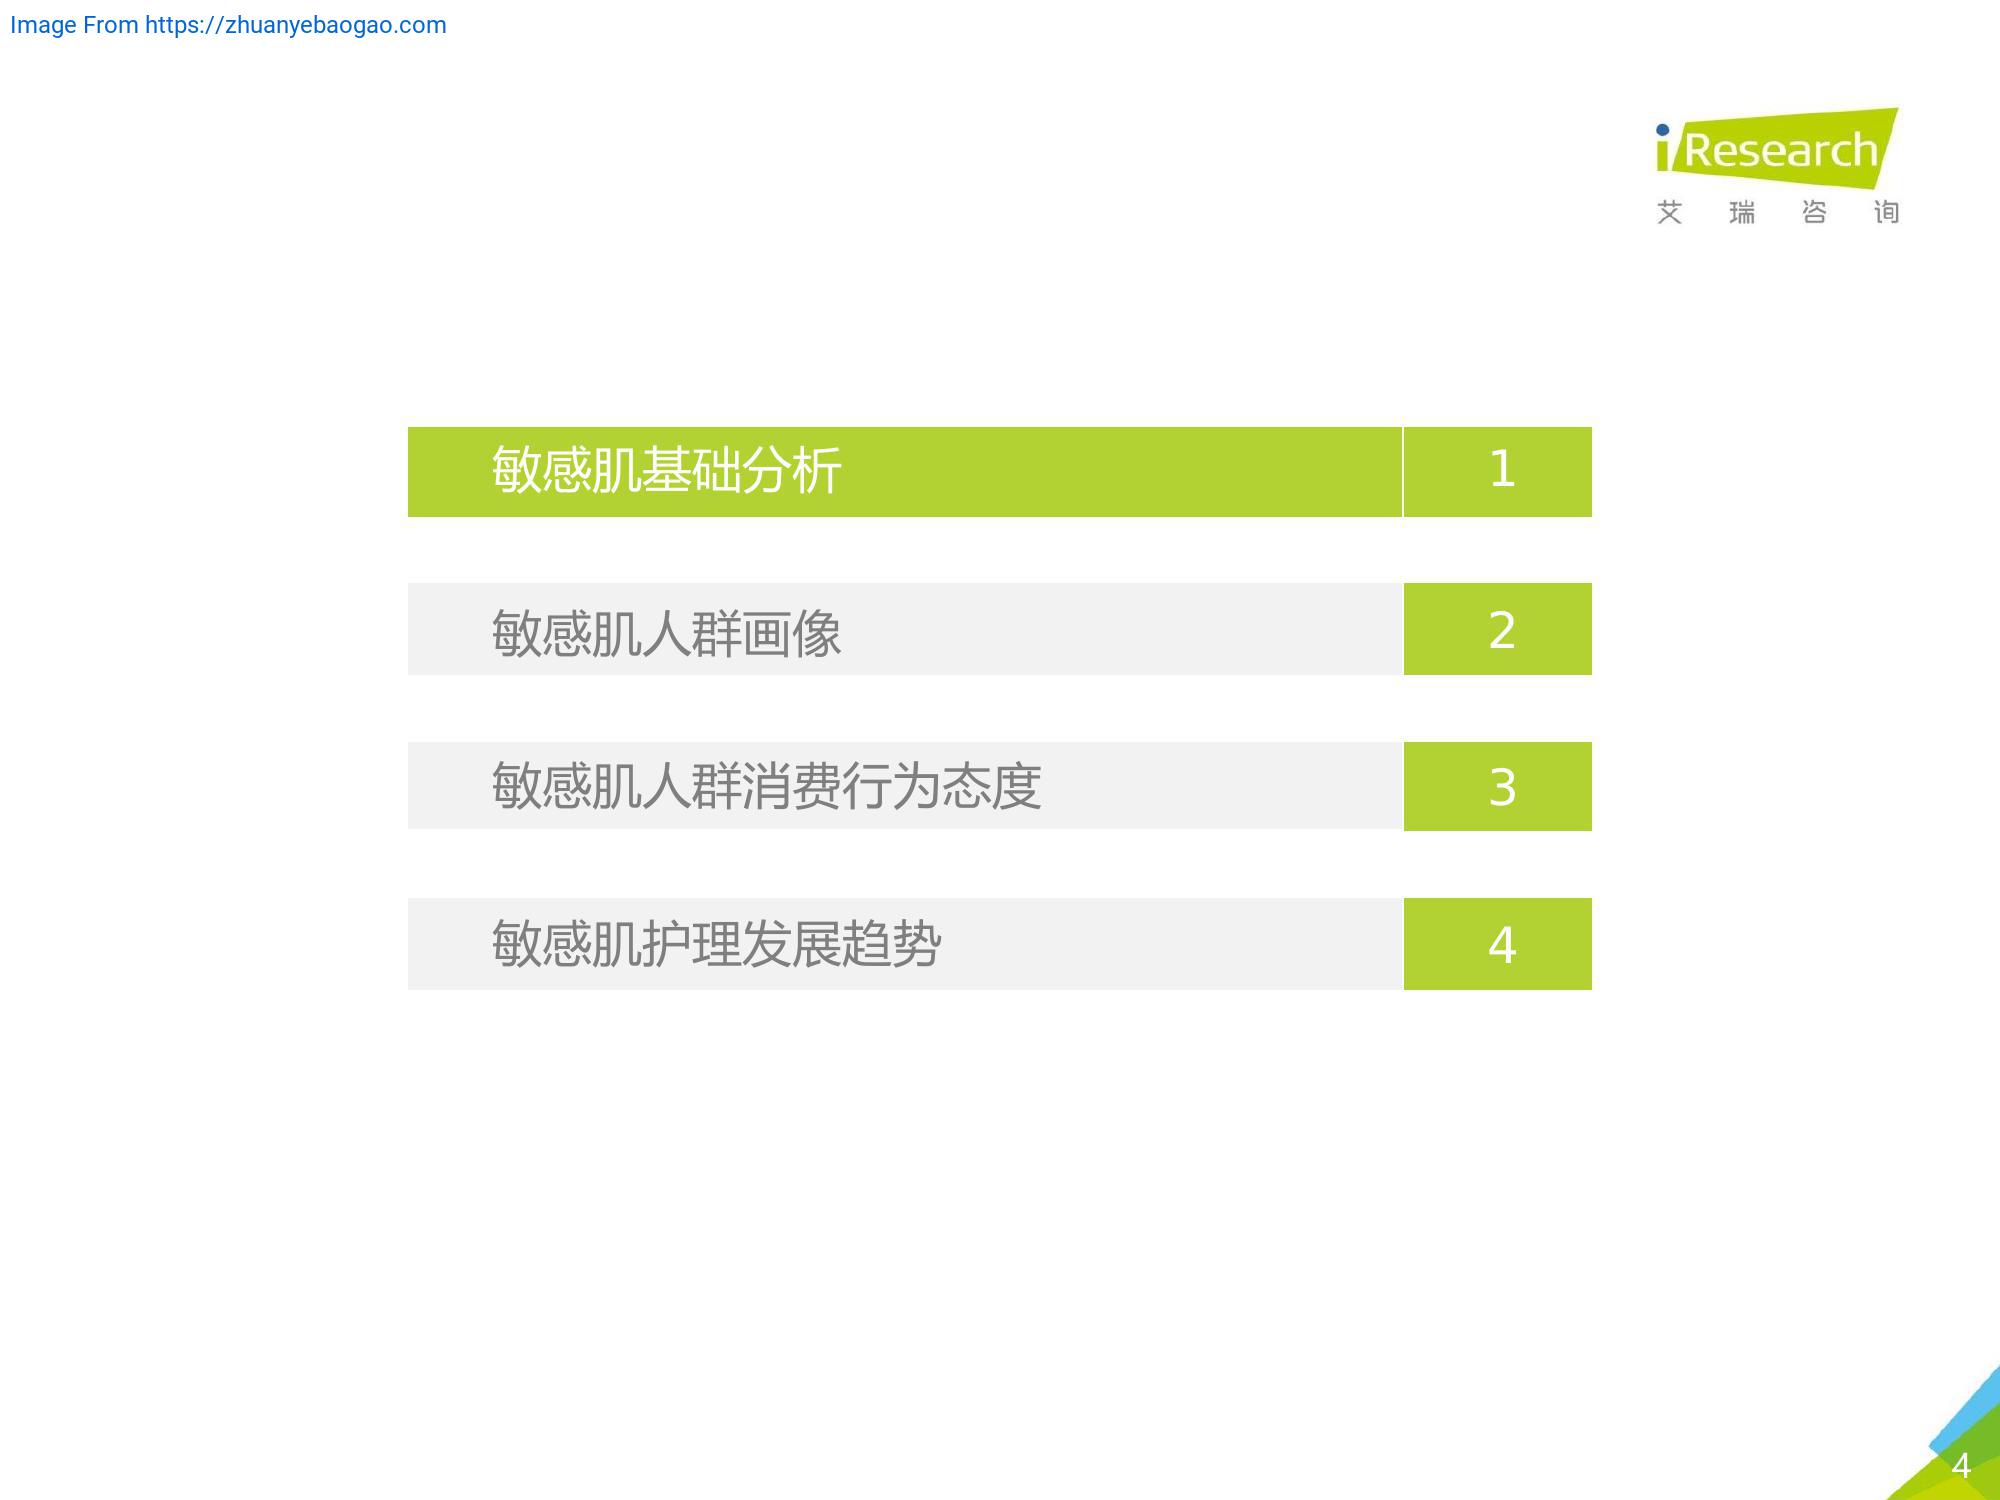 Image From https://zhuanyebaogao.com
iResearch
艾瑞咨询
敏感肌基础分析 1
敏感肌人群画像 2
敏感肌人群消费行为态度 3
敏感肌护理发展趋势 4
4